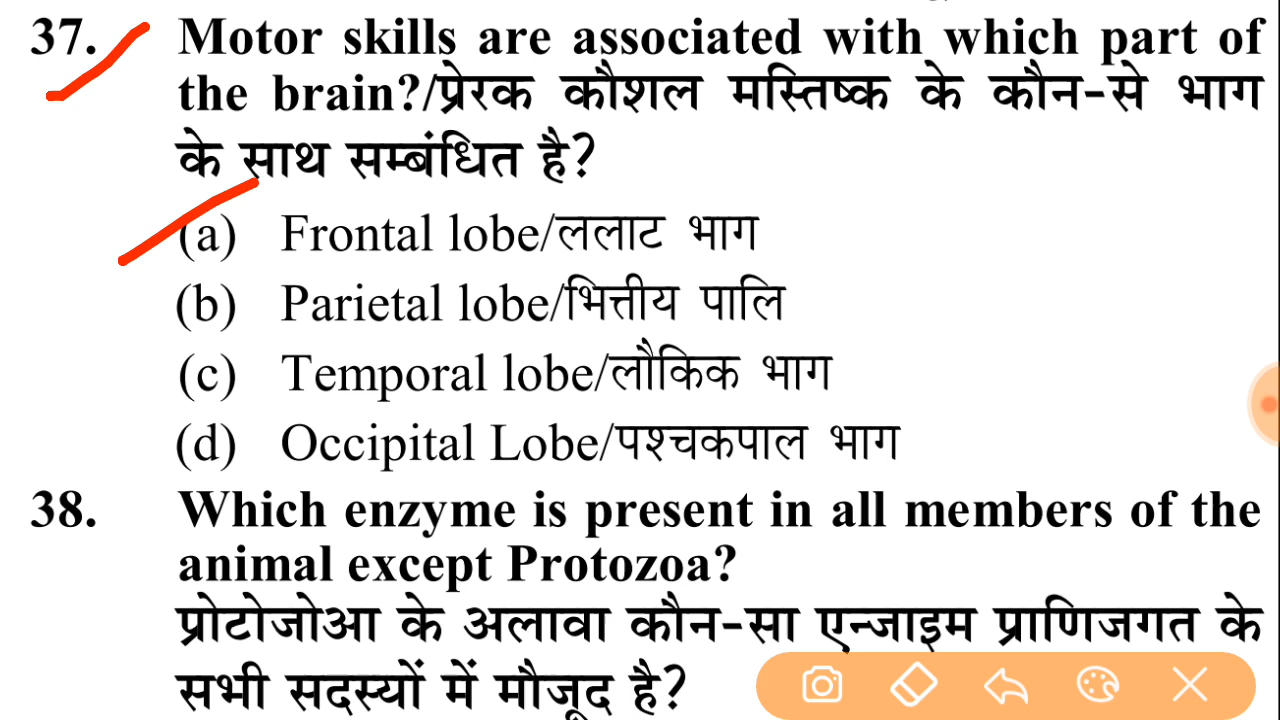 37. Motor skills are associated with which part of
the brain?/प्रेरक कौशल मस्तिष्क के कौन-से भाग
के साथ सम्बंधित है?
(a) Frontal lobe/ललाट भाग
(b) Parietal lobe/भित्तीय पालि
(c) Temporal lobe/लौकिक भाग
(d) Occipital Lobe/पश्चकपाल भाग
38. Which enzyme is present in all members of the
animal except Protozoa?
प्रोटोजोआ के अलावा कौन-सा एन्जाइम प्राणिजगत के
सभी सदस्यों में मौजूद है?